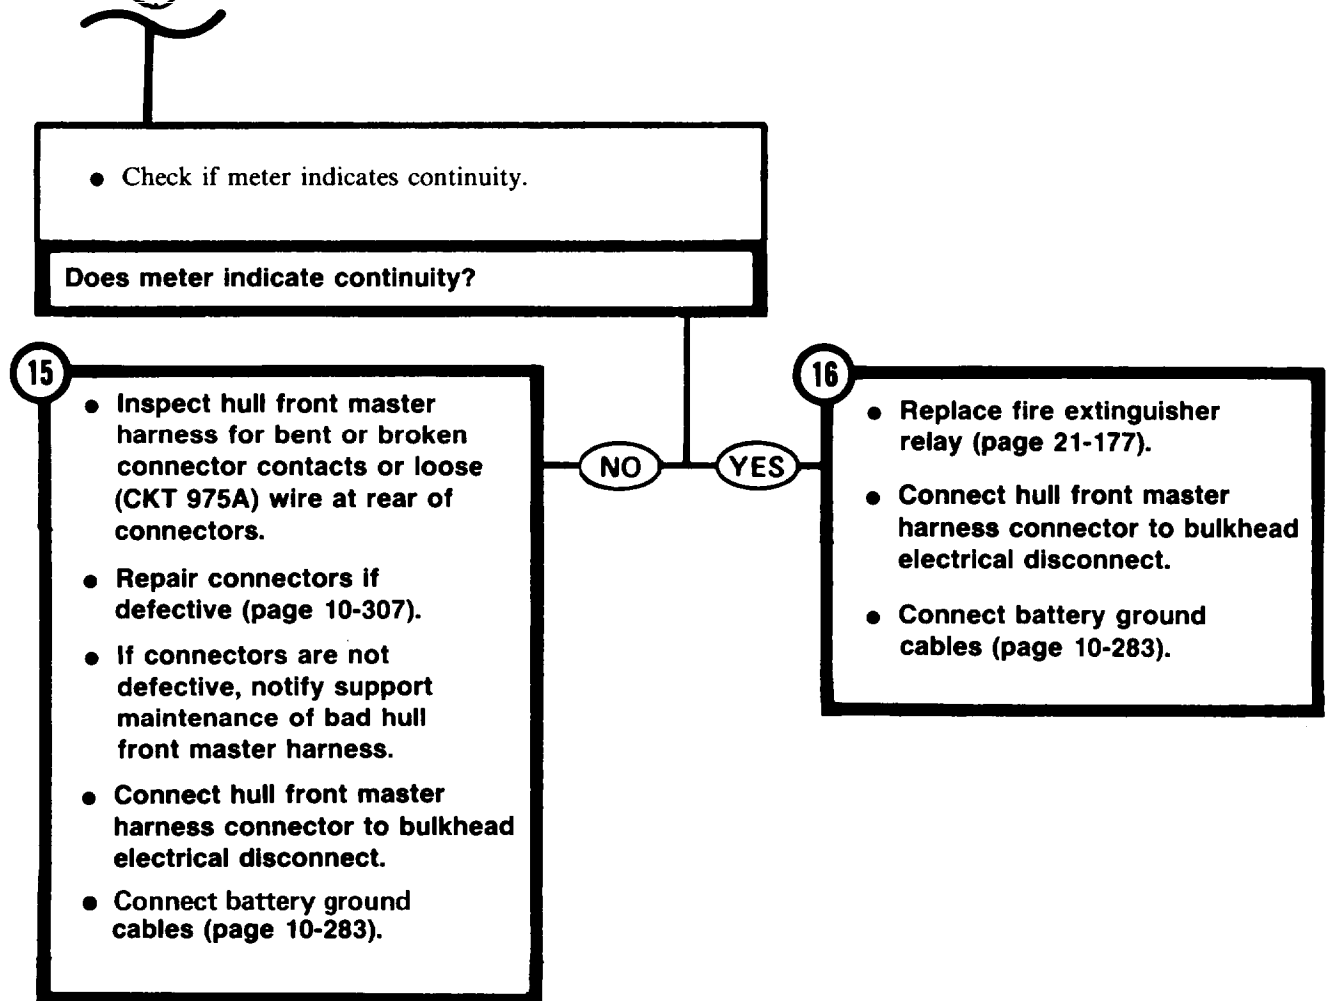 ● Check if meter indicates continuity.
Does meter indicate continuity?
15
● Inspect hull front master
harness for bent or broken
connector contacts or loose
(CKT 975A) wire at rear of
connectors.
● Repair connectors if
defective (page 10-307).
● If connectors are not
defective, notify support
maintenance of bad hull
front master harness.
● Connect hull front master
harness connector to bulkhead
electrical disconnect.
● Connect battery ground
cables (page 10-283).
NO
YES
16
● Replace fire extinguisher
relay (page 21-177).
● Connect hull front master
harness connector to bulkhead
electrical disconnect.
● Connect battery ground
cables (page 10-283).